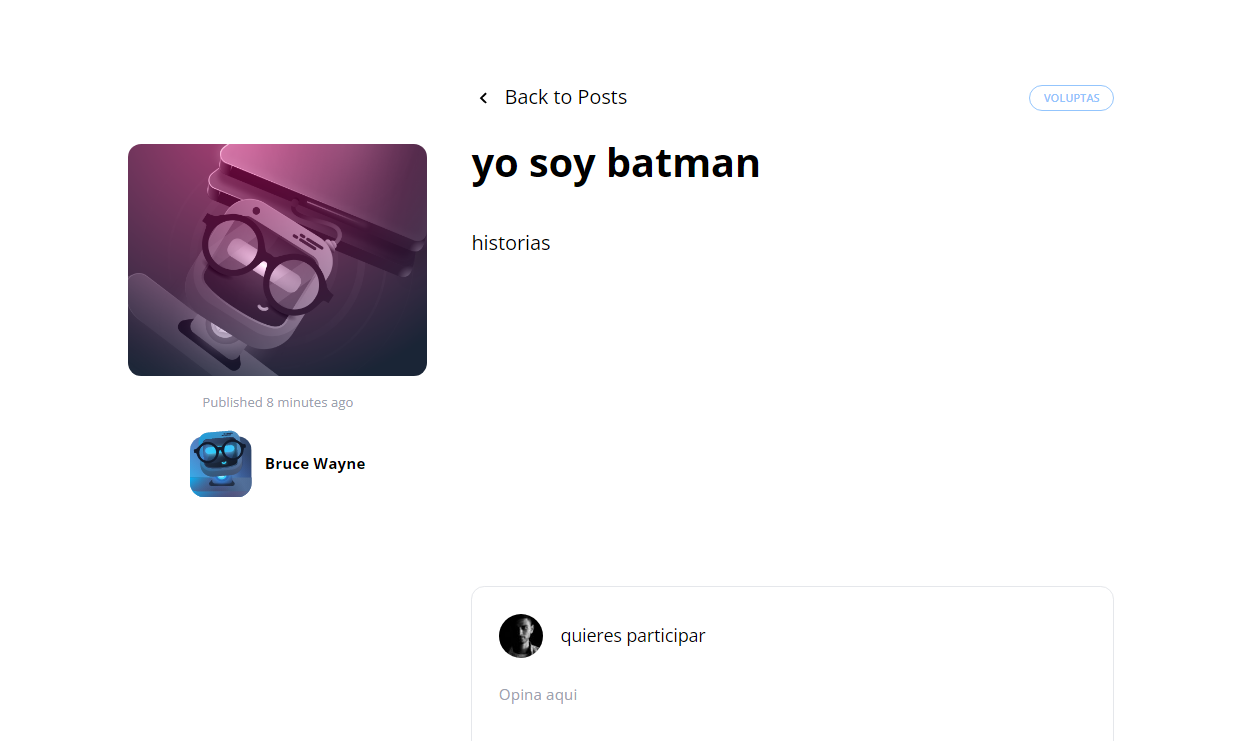 Back to Posts
VOLUPTAS
yo soy batman
historias
Published 8 minutes ago
Bruce Wayne
quieres participar
Opina aqui